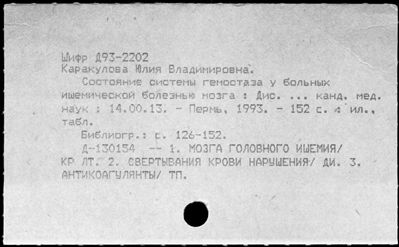 Шифр Д93-2202
Каракулова Юлия Владимировна.
Состояние системы гемостаза у больных
ишемической болезнью мозга : Дис. ... канд. мед.
наук : 14.00.13. - Пермь, 1993. - 152 с. : ил.,
табл.
Библиогр.: с. 126-152.
Д-130154 -- 1. МОЗГА ГОЛОВНОГО ИШЕМИЯ/
КР ЛТ. 2. СВЕРТЫВАНИЯ КРОВИ НАРУШЕНИЯ/ ДИ. 3.
АНТИКОАГУЛЯНТЫ/ ТП.